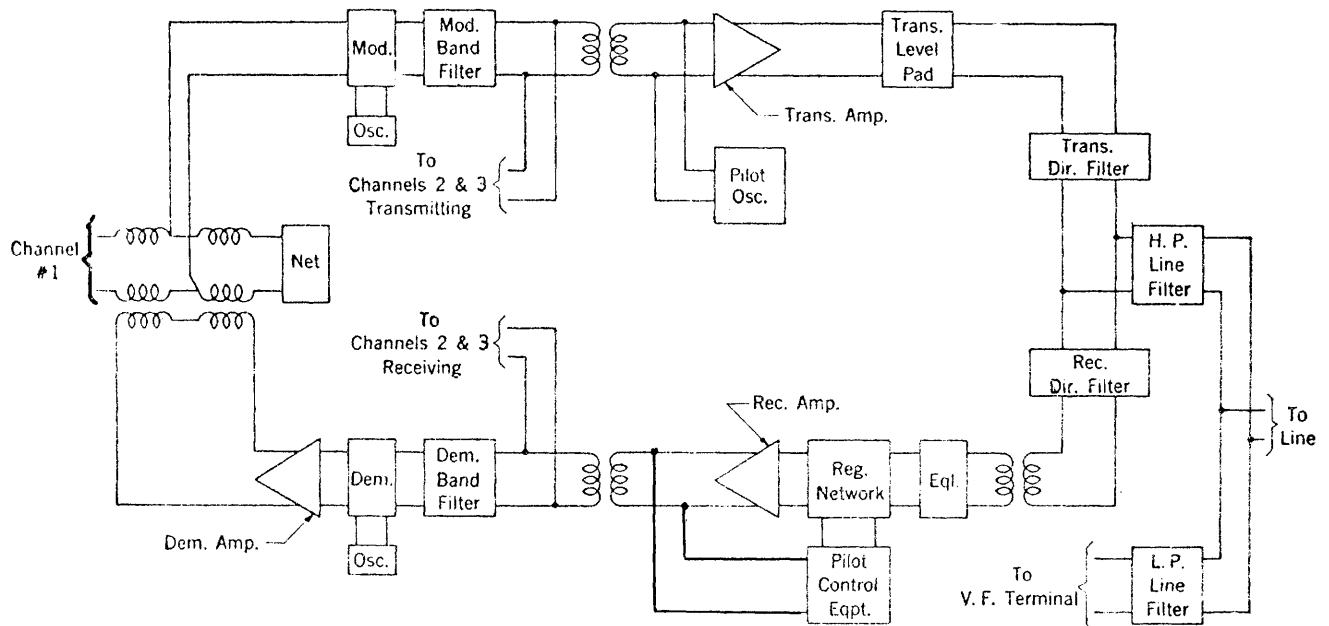 Mod.
Mod.
Band
Filter
Osc.
To
Channels 2 & 3
Transmitting
Trans. Amp.
Pilot
Osc.
Trans.
Level
Pad
Trans.
Dir. Filter
Channel
#1
Net
H. P.
Line
Filter
To
Channels 2 & 3
Receiving
Rec.
Dir. Filter
To
Line
Rec. Amp.
Dem. Amp.
Dem.
Osc.
Dem.
Band
Filter
Reg.
Network
Eql.
Pilot
Control
Eqpt.
To
V. F. Terminal
L. P.
Line
Filter